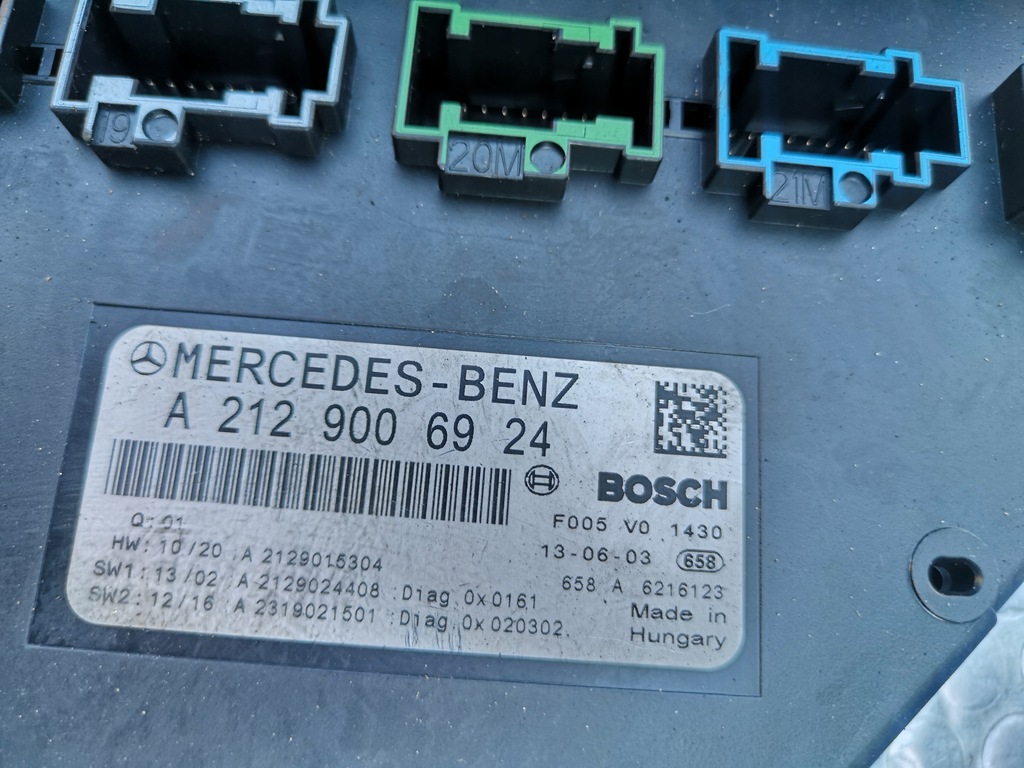 19
20M
21M
MERCEDES-BENZ
A 212 900 69 24
BOSCH
Q: 01
F005 V0 1430
HW: 10/20 A 2129015304
13-06-03 658
SW1: 13/02 A 2129024408 Diag 0x0161
658 A 6216123
SW2: 12/16 A 2319021501 Diag 0x020302
Made in
Hungary